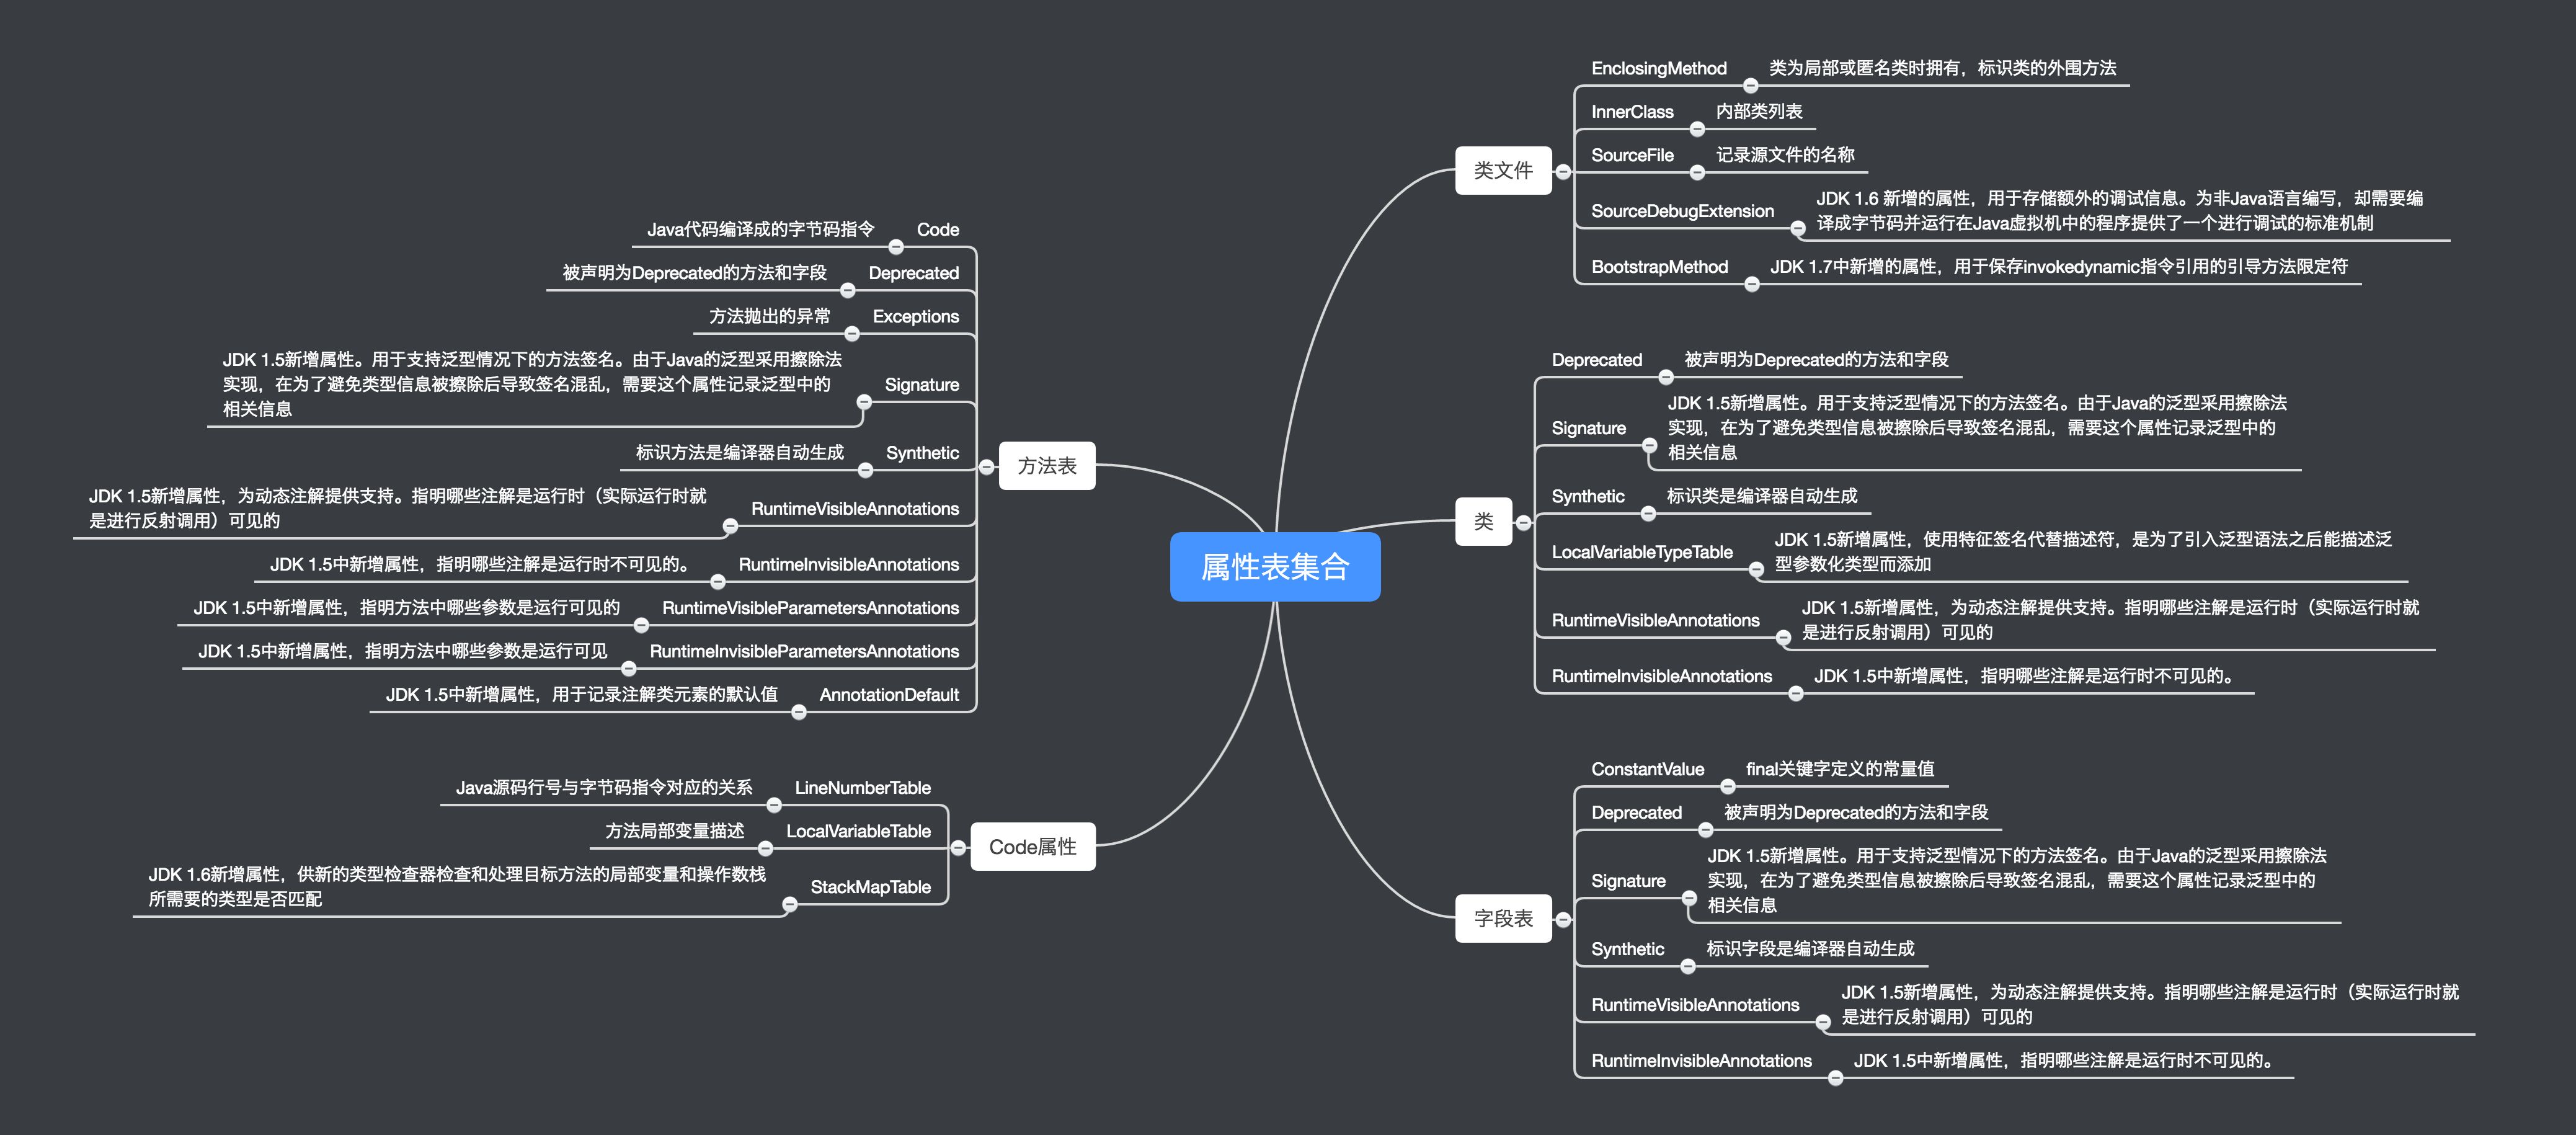 属性表集合
类文件
EnclosingMethod
类为局部或匿名类时拥有，标识类的外围方法
InnerClass
内部类列表
SourceFile
记录源文件的名称
SourceDebugExtension
JDK 1.6 新增的属性，用于存储额外的调试信息。为非Java语言编写，却需要编
译成字节码并运行在Java虚拟机中的程序提供了一个进行调试的标准机制
BootstrapMethod
JDK 1.7中新增的属性，用于保存invokedynamic指令引用的引导方法限定符
类
Deprecated
被声明为Deprecated的方法和字段
Signature
JDK 1.5新增属性。用于支持泛型情况下的方法签名。由于Java的泛型采用擦除法
实现，在为了避免类型信息被擦除后导致签名混乱，需要这个属性记录泛型中的
相关信息
Synthetic
标识类是编译器自动生成
LocalVariableTypeTable
JDK 1.5新增属性，使用特征签名代替描述符，是为了引入泛型语法之后能描述泛
型参数化类型而添加
RuntimeVisibleAnnotations
JDK 1.5新增属性，为动态注解提供支持。指明哪些注解是运行时（实际运行时就
是进行反射调用）可见的
RuntimeInvisibleAnnotations
JDK 1.5中新增属性，指明哪些注解是运行时不可见的。
字段表
ConstantValue
final关键字定义的常量值
Deprecated
被声明为Deprecated的方法和字段
Signature
JDK 1.5新增属性。用于支持泛型情况下的方法签名。由于Java的泛型采用擦除法
实现，在为了避免类型信息被擦除后导致签名混乱，需要这个属性记录泛型中的
相关信息
Synthetic
标识字段是编译器自动生成
RuntimeVisibleAnnotations
JDK 1.5新增属性，为动态注解提供支持。指明哪些注解是运行时（实际运行时就
是进行反射调用）可见的
RuntimeInvisibleAnnotations
JDK 1.5中新增属性，指明哪些注解是运行时不可见的。
方法表
Code
Java代码编译成的字节码指令
Deprecated
被声明为Deprecated的方法和字段
Exceptions
方法抛出的异常
Signature
JDK 1.5新增属性。用于支持泛型情况下的方法签名。由于Java的泛型采用擦除法
实现，在为了避免类型信息被擦除后导致签名混乱，需要这个属性记录泛型中的
相关信息
Synthetic
标识方法是编译器自动生成
RuntimeVisibleAnnotations
JDK 1.5新增属性，为动态注解提供支持。指明哪些注解是运行时（实际运行时就
是进行反射调用）可见的
RuntimeInvisibleAnnotations
JDK 1.5中新增属性，指明哪些注解是运行时不可见的。
RuntimeVisibleParametersAnnotations
JDK 1.5中新增属性，指明方法中哪些参数是运行可见的
RuntimeInvisibleParametersAnnotations
JDK 1.5中新增属性，指明方法中哪些参数是运行可见
AnnotationDefault
JDK 1.5中新增属性，用于记录注解类元素的默认值
Code属性
LineNumberTable
Java源码行号与字节码指令对应的关系
LocalVariableTable
方法局部变量描述
StackMapTable
JDK 1.6新增属性，供新的类型检查器检查和处理目标方法的局部变量和操作数栈
所需要的类型是否匹配